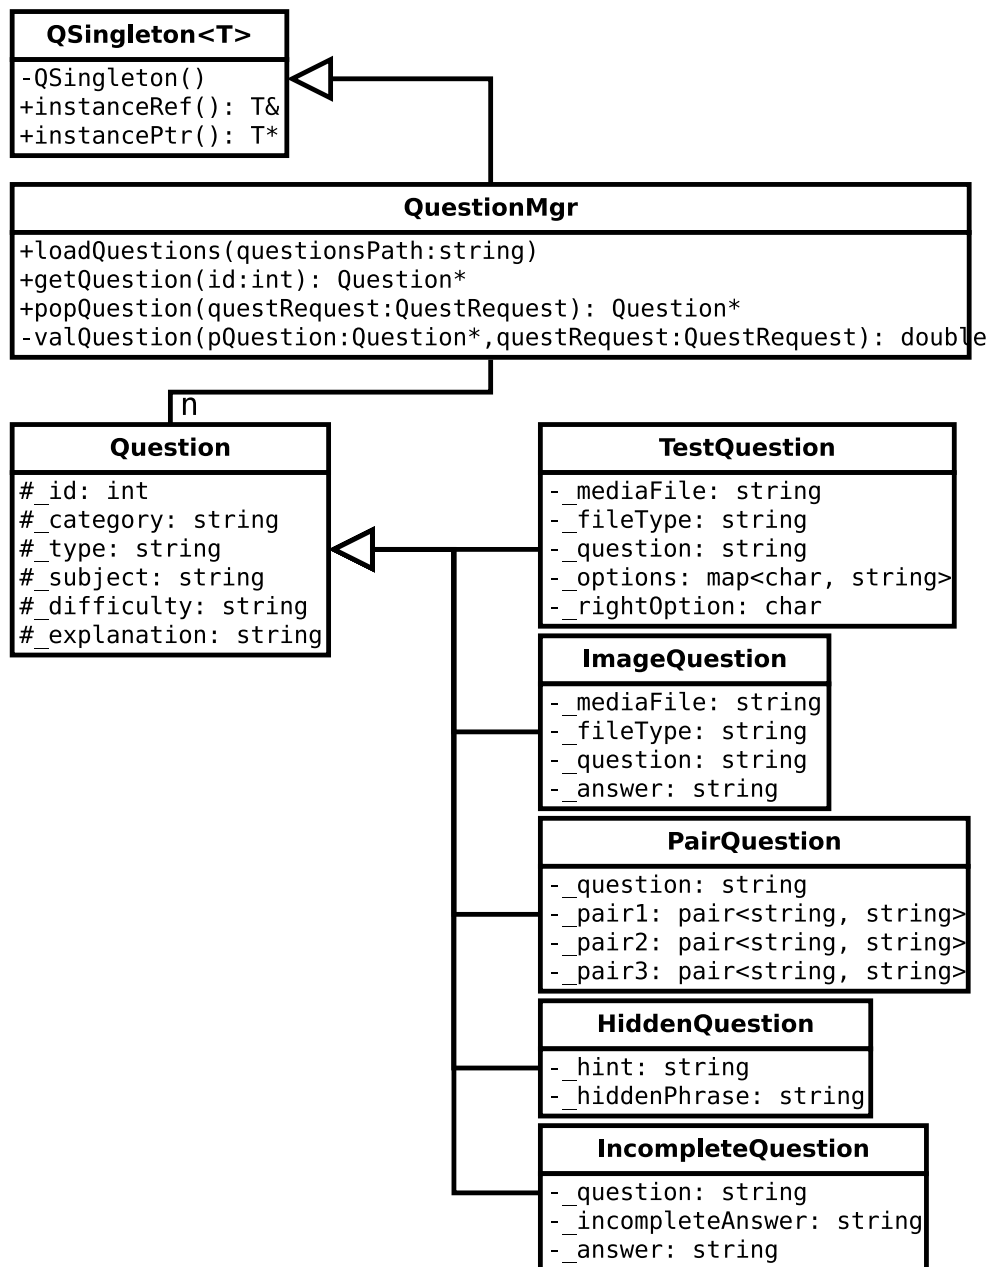 QSingleton<T>
-QSingleton()
+instanceRef(): T&
+instancePtr(): T*
QuestionMgr
+loadQuestions(questionsPath:string)
+getQuestion(id:int): Question*
+popQuestion(questRequest:QuestRequest): Question*
-valQuestion(pQuestion:Question*,questRequest:QuestRequest): double
n
Question
#_id: int
#_category: string
#_type: string
#_subject: string
#_difficulty: string
#_explanation: string
TestQuestion
-_mediaFile: string
-_fileType: string
-_question: string
-_options: map<char, string>
-_rightOption: char
ImageQuestion
-_mediaFile: string
-_fileType: string
-_question: string
-_answer: string
PairQuestion
-_question: string
-_pair1: pair<string, string>
-_pair2: pair<string, string>
-_pair3: pair<string, string>
HiddenQuestion
-_hint: string
-_hiddenPhrase: string
IncompleteQuestion
-_question: string
-_incompleteAnswer: string
-_answer: string